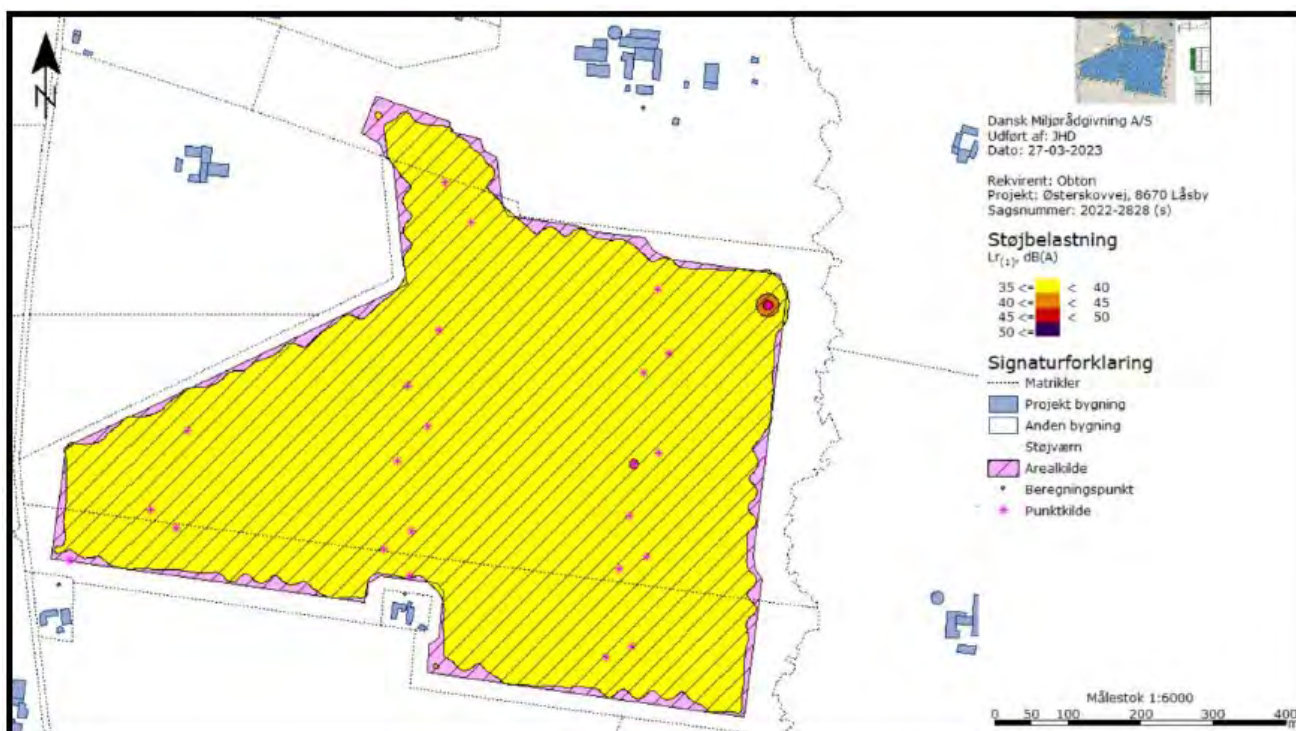 N
Dansk Miljørådgivning A/S
Udført af: JHD
Dato: 27-03-2023
Rekvirent: Obton
Projekt: Østerskovvej, 8670 Låsby
Sagsnummer: 2022-2828 (s)
Støjbelastning
Lr(1), dB(A)
35 <= < 40
40 <= < 45
45 <= < 50
50 <=
Signaturforklaring
Matrikler
Projekt bygning
Anden bygning
Støjværn
Arealkilde
Beregningspunkt
Punktkilde
Målestok 1:6000
0 50 100 200 300 400
m